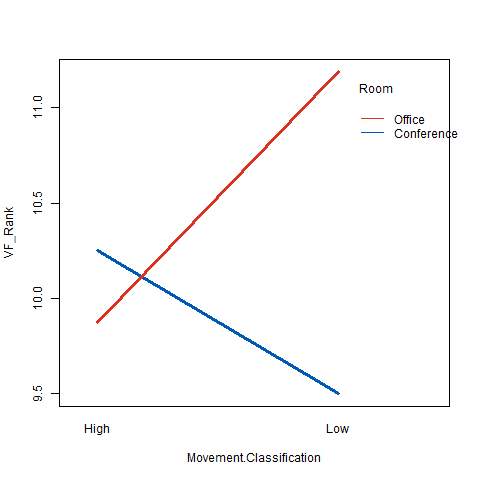 Room
Office
Conference
VF_Rank
11.0
10.5
10.0
9.5
High
Low
Movement.Classification